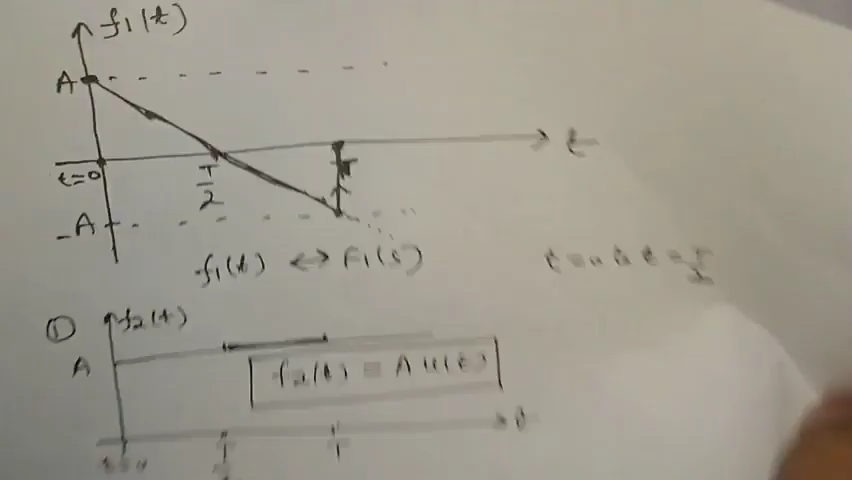 f1(t)
A
t
t=0
T/2
T
-A
f1(t) ↔ F1(s)
①
f2(t)
A
f2(t) = A u(t)